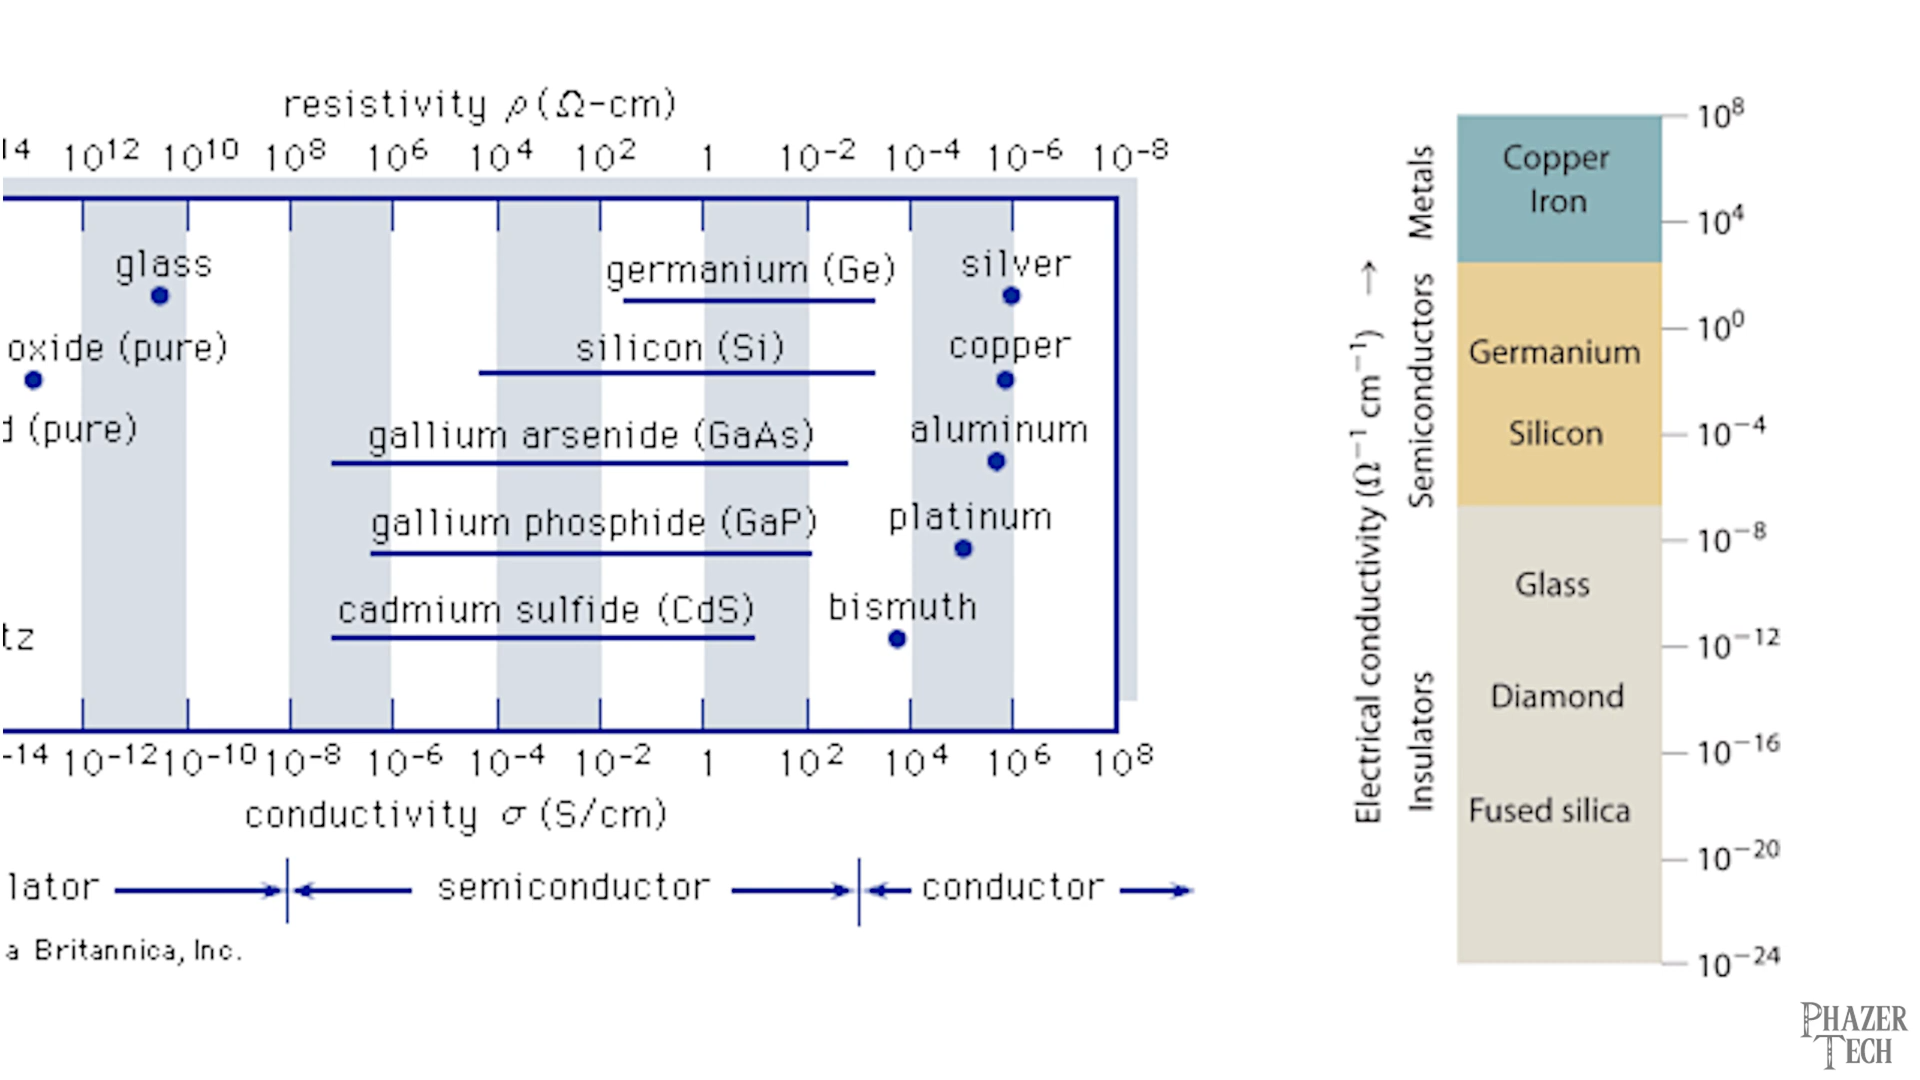 resistivity ρ (Ω-cm)
14 10¹² 10¹⁰ 10⁸ 10⁶ 10⁴ 10² 1 10⁻² 10⁻⁴ 10⁻⁶ 10⁻⁸
glass
germanium (Ge)
silver
oxide (pure)
silicon (Si)
copper
d (pure)
gallium arsenide (GaAs)
aluminum
gallium phosphide (GaP)
platinum
tz
cadmium sulfide (CdS)
bismuth
-14 10⁻¹² 10⁻¹⁰ 10⁻⁸ 10⁻⁶ 10⁻⁴ 10⁻² 1 10² 10⁴ 10⁶ 10⁸
conductivity σ (S/cm)
lator semiconductor conductor
a Britannica, Inc.
Electrical conductivity (Ω⁻¹ cm⁻¹) →
Metals
Semiconductors
Insulators
Copper
Iron
Germanium
Silicon
Glass
Diamond
Fused silica
10⁸
10⁴
10⁰
10⁻⁴
10⁻⁸
10⁻¹²
10⁻¹⁶
10⁻²⁰
10⁻²⁴
PHAZER
TECH